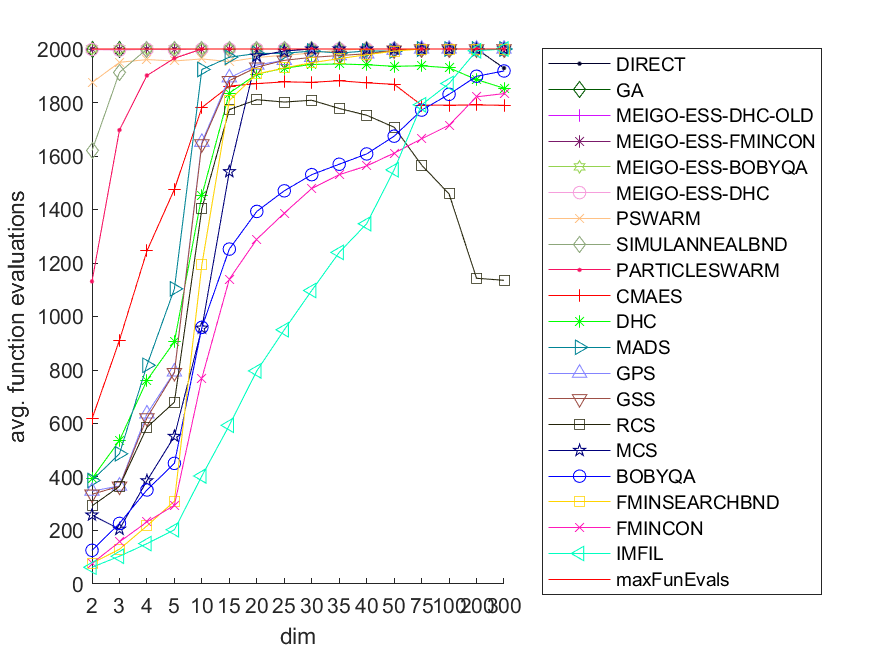 2000
1800
1600
1400
1200
1000
800
600
400
200
0
avg. function evaluations
2 3 4 5 10 15 20 25 30 35 40 50 75 100 200 300
dim
DIRECT
GA
MEIGO-ESS-DHC-OLD
MEIGO-ESS-FMINCON
MEIGO-ESS-BOBYQA
MEIGO-ESS-DHC
PSWARM
SIMULANNEALBND
PARTICLESWARM
CMAES
DHC
MADS
GPS
GSS
RCS
MCS
BOBYQA
FMINSEARCHBND
FMINCON
IMFIL
maxFunEvals